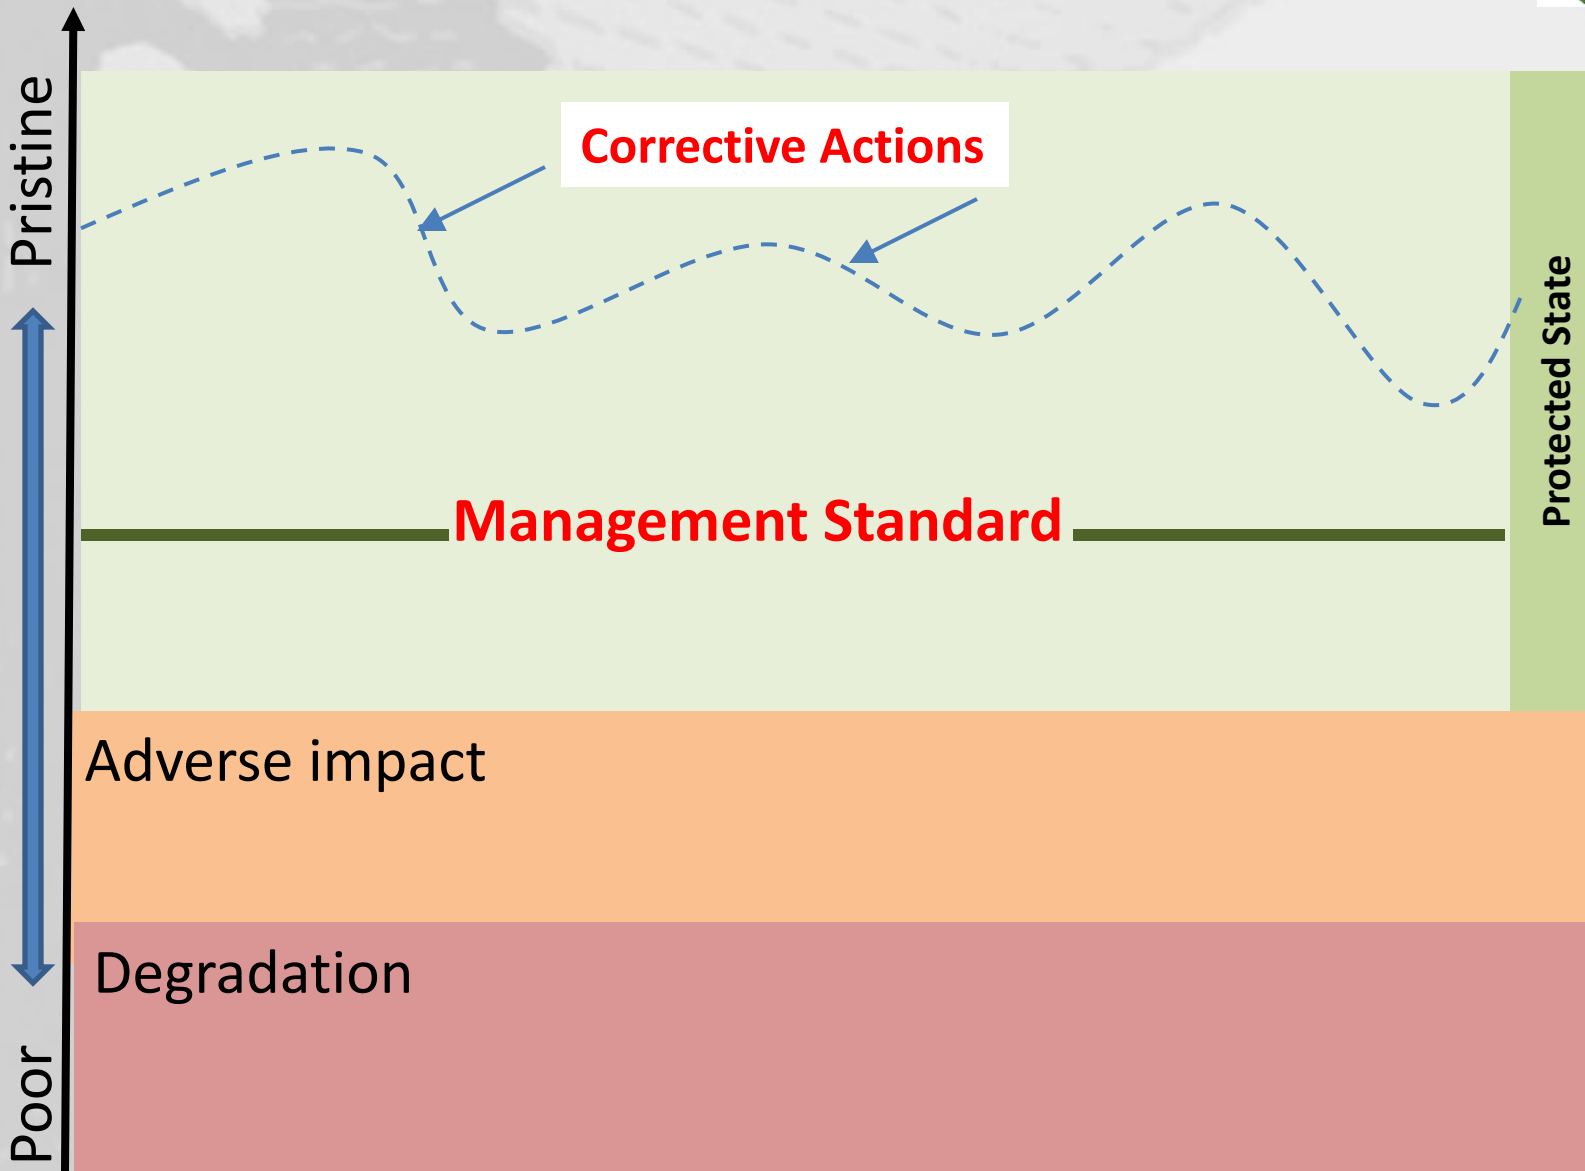 Pristine
Corrective Actions
Protected State
Management Standard
Adverse impact
Degradation
Poor